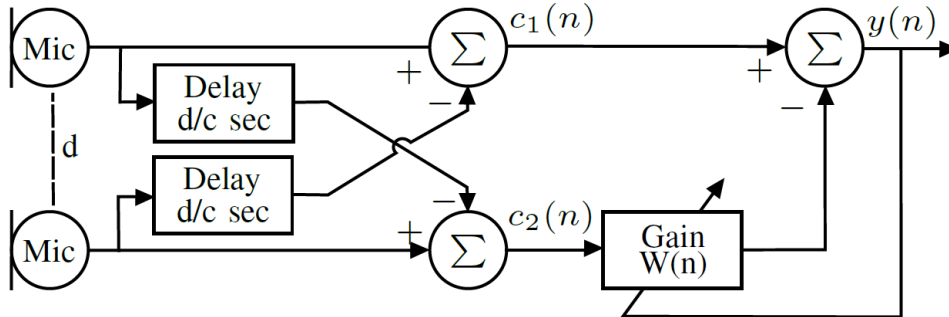 Mic
Σ
c₁(n)
Σ
y(n)
+
−
+
−
Delay
d/c sec
d
Delay
d/c sec
Mic
−
+
Σ
c₂(n)
Gain
W(n)